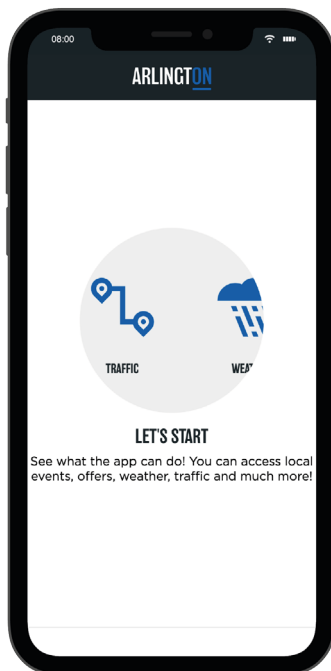 08:00
ARLINGTON
TRAFFIC
WEAT
LET'S START
See what the app can do! You can access local
events, offers, weather, traffic and much more!